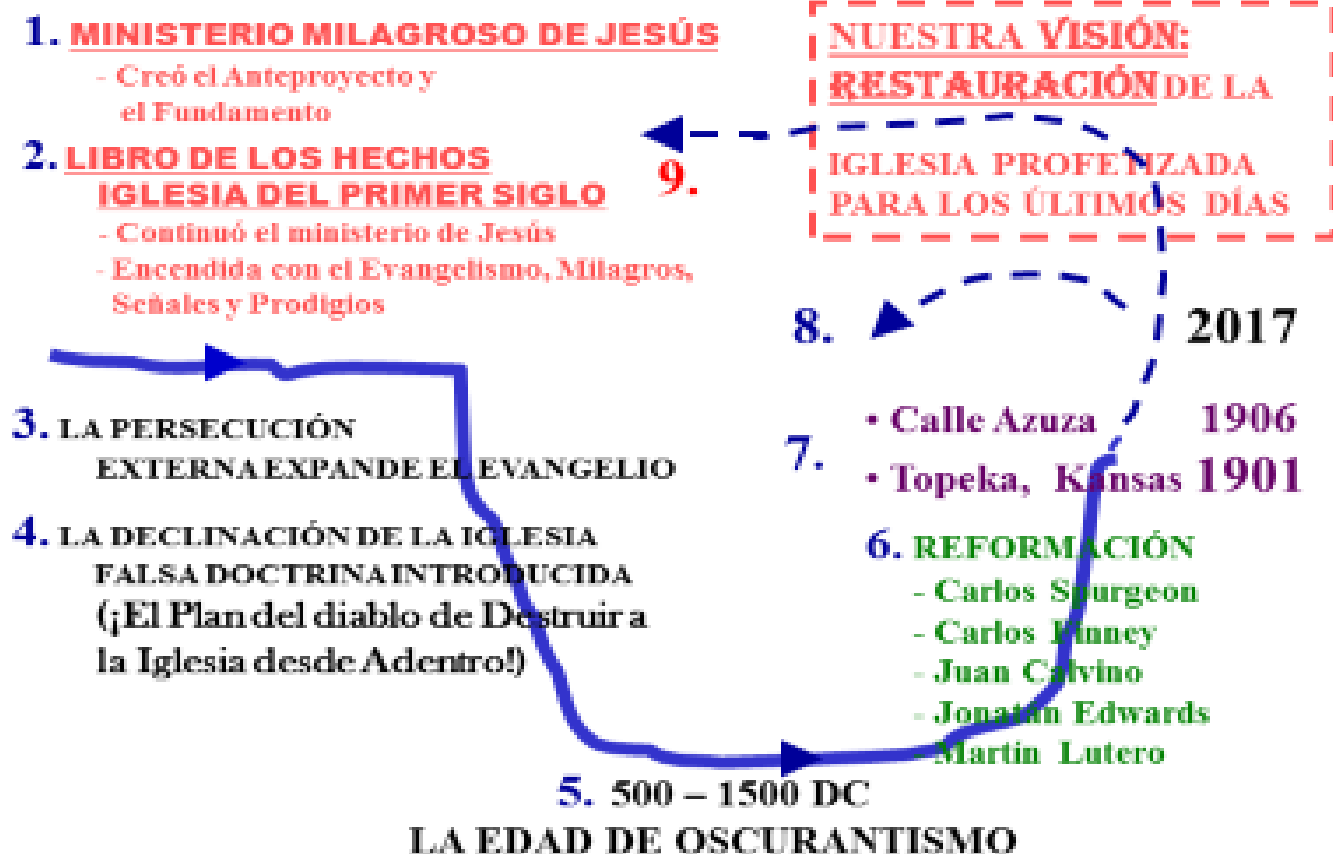 1. MINISTERIO MILAGROSO DE JESÚS
- Creó el Anteproyecto y
el Fundamento
2. LIBRO DE LOS HECHOS
IGLESIA DEL PRIMER SIGLO
- Continuó el ministerio de Jesús
- Encendida con el Evangelismo, Milagros,
Señales y Prodigios
NUESTRA VISIÓN:
RESTAURACIÓN DE LA
IGLESIA PROFETIZADA
PARA LOS ÚLTIMOS DÍAS
9.
8.
2017
3. LA PERSECUCIÓN
EXTERNA EXPANDE EL EVANGELIO
4. LA DECLINACIÓN DE LA IGLESIA
FALSA DOCTRINA INTRODUCIDA
(¡El Plan del diablo de Destruir a
la Iglesia desde Adentro!)
7.
• Calle Azuza 1906
• Topeka, Kansas 1901
6. REFORMACIÓN
- Carlos Spurgeon
- Carlos Finney
- Juan Calvino
- Jonatán Edwards
- Martin Lutero
5. 500 – 1500 DC
LA EDAD DE OSCURANTISMO